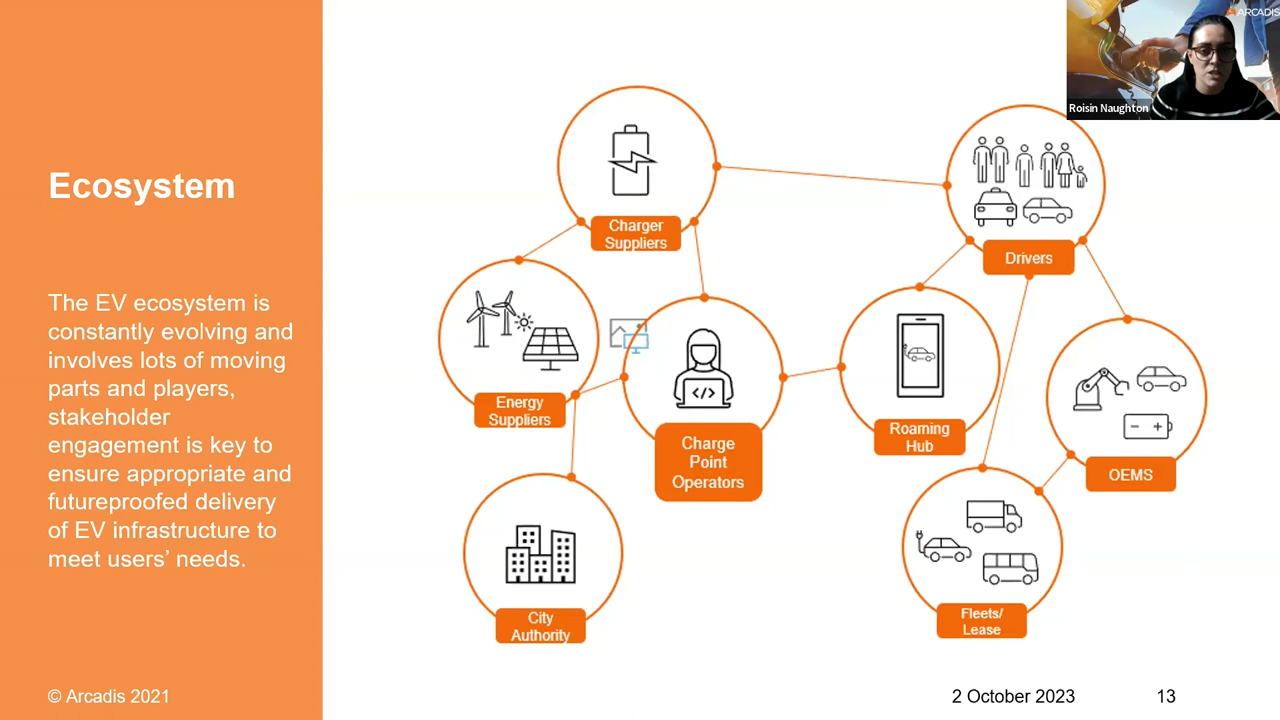 ARCADIS
Roisin Naughton
Ecosystem
The EV ecosystem is
constantly evolving and
involves lots of moving
parts and players,
stakeholder
engagement is key to
ensure appropriate and
futureproofed delivery
of EV infrastructure to
meet users’ needs.
Charger
Suppliers
Drivers
Energy
Suppliers
</>
Charge
Point
Operators
Roaming
Hub
- +
OEMS
City
Authority
Fleets/
Lease
© Arcadis 2021
2 October 2023
13